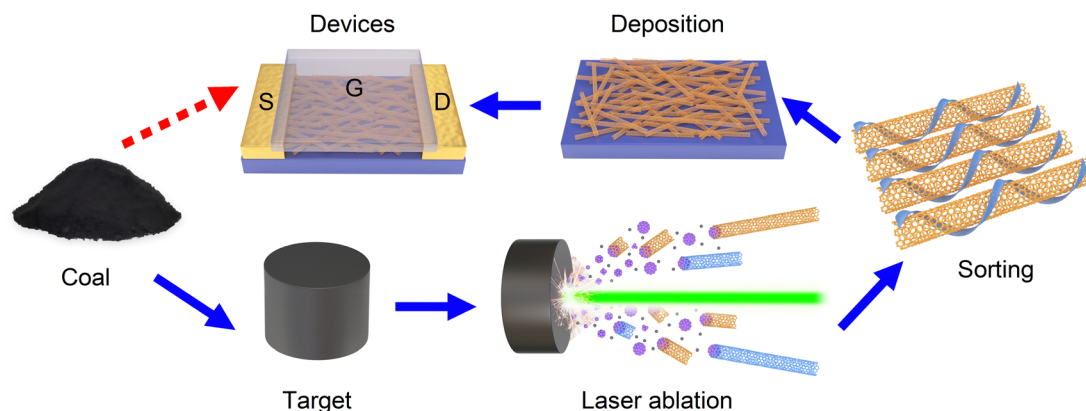 Devices
Deposition
S
G
D
Coal
Sorting
Target
Laser ablation